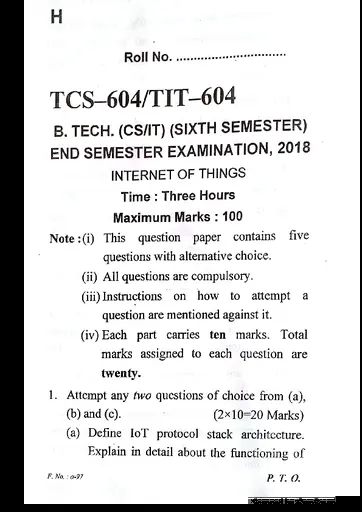 H
Roll No. ..............................
TCS–604/TIT–604
B. TECH. (CS/IT) (SIXTH SEMESTER)
END SEMESTER EXAMINATION, 2018
INTERNET OF THINGS
Time : Three Hours
Maximum Marks : 100
Note :(i) This question paper contains five
questions with alternative choice.
(ii) All questions are compulsory.
(iii) Instructions on how to attempt a
question are mentioned against it.
(iv) Each part carries ten marks. Total
marks assigned to each question are
twenty.
1. Attempt any two questions of choice from (a),
(b) and (c). (2×10=20 Marks)
(a) Define IoT protocol stack architecture.
Explain in detail about the functioning of
F. No. : a-97 P. T. O.